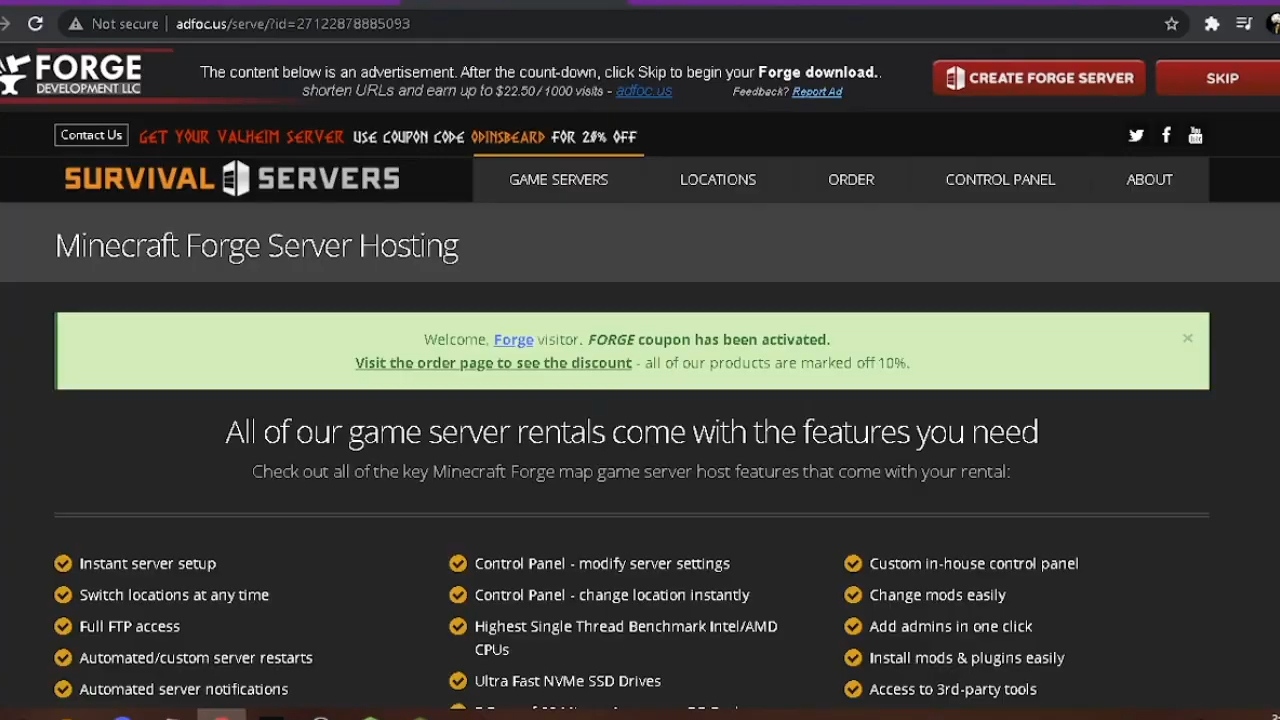 Not secure | adfoc.us/serve/?id=27122878885093
FORGE
DEVELOPMENT LLC
The content below is an advertisement. After the count-down, click Skip to begin your Forge download..
shorten URLs and earn up to $22.50 / 1000 visits - adfoc.us
Feedback? Report Ad
CREATE FORGE SERVER
SKIP
Contact Us
GET YOUR VALHEIM SERVER USE COUPON CODE ODINSBEARD FOR 20% OFF
SURVIVAL SERVERS
GAME SERVERS
LOCATIONS
ORDER
CONTROL PANEL
ABOUT
Minecraft Forge Server Hosting
Welcome, Forge visitor. FORGE coupon has been activated.
Visit the order page to see the discount - all of our products are marked off 10%.
×
All of our game server rentals come with the features you need
Check out all of the key Minecraft Forge map game server host features that come with your rental:
Instant server setup
Switch locations at any time
Full FTP access
Automated/custom server restarts
Automated server notifications
Control Panel - modify server settings
Control Panel - change location instantly
Highest Single Thread Benchmark Intel/AMD
CPUs
Ultra Fast NVMe SSD Drives
Custom in-house control panel
Change mods easily
Add admins in one click
Install mods & plugins easily
Access to 3rd-party tools